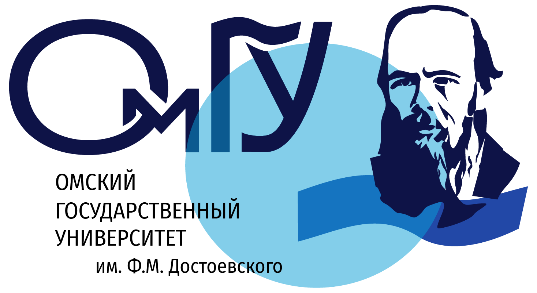 ОмГУ
ОМСКИЙ
ГОСУДАРСТВЕННЫЙ
УНИВЕРСИТЕТ
им. Ф.М. Достоевского